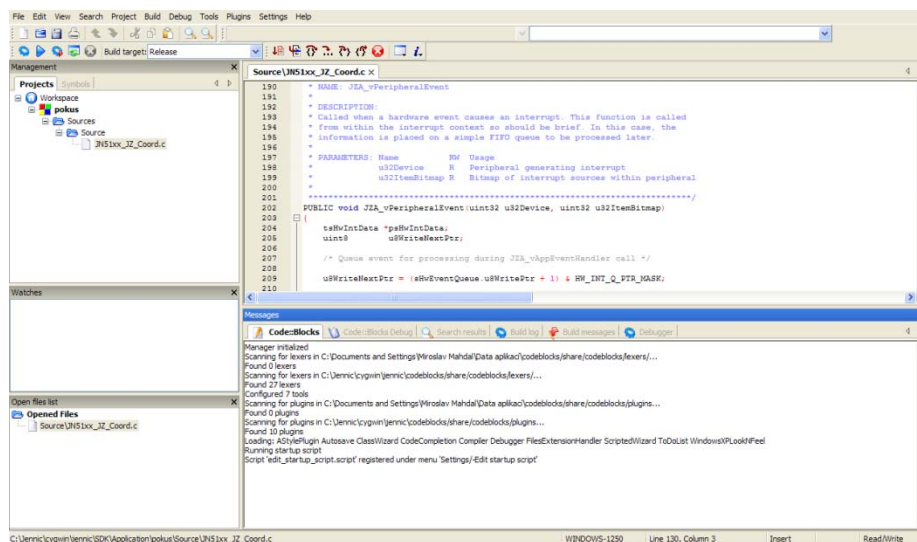 File Edit View Search Project Build Debug Tools Plugins Settings Help
Build target: Release
Management
Projects Symbols
Workspace
pokus
Sources
Source
JN51xx_JZ_Coord.c
Watches
Open files list
Opened Files
Source\JN51xx_JZ_Coord.c
Source\JN51xx_JZ_Coord.c
190 * NAME: JZA_vPeripheralEvent
191 *
192 * DESCRIPTION:
193 * Called when a hardware event causes an interrupt. This function is called
194 * from within the interrupt context so should be brief. In this case, the
195 * information is placed on a simple FIFO queue to be processed later.
196 *
197 * PARAMETERS: Name RW Usage
198 * u32Device R Peripheral generating interrupt
199 * u32ItemBitmap R Bitmap of interrupt sources within peripheral
200 *
201 ****************************************************************************/
202 PUBLIC void JZA_vPeripheralEvent(uint32 u32Device, uint32 u32ItemBitmap)
203 {
204 tsHwIntData *psHwIntData;
205 uint8 u8WriteNextPtr;
206
207 /* Queue event for processing during JZA_vAppEventHandler call */
208
209 u8WriteNextPtr = (sHwEventQueue.u8WritePtr + 1) & HW_INT_Q_PTR_MASK;
210
Messages
Code::Blocks Code::Blocks Debug Search results Build log Build messages Debugger
Manager initialized
Scanning for lexers in C:\Documents and Settings\Miroslav Mahdal\Data aplikací\codeblocks/share/codeblocks/lexers/...
Found 0 lexers
Scanning for lexers in C:\Jennic\cygwin\jennic\codeblocks/share/codeblocks/lexers/...
Found 27 lexers
Configured 7 tools
Scanning for plugins in C:\Documents and Settings\Miroslav Mahdal\Data aplikací\codeblocks/share/codeblocks/plugins...
Found 0 plugins
Scanning for plugins in C:\Jennic\cygwin\jennic\codeblocks/share/codeblocks/plugins...
Found 10 plugins
Loading: AStylePlugin Autosave ClassWizard CodeCompletion Compiler Debugger FilesExtensionHandler ScriptedWizard ToDoList WindowsXPLookNFeel
Running startup script
Script 'edit_startup_script.script' registered under menu 'Settings/-Edit startup script'
C:\Jennic\cygwin\jennic\SDK\Application\pokus\Source\JN51xx_JZ_Coord.c WINDOWS-1250 Line 130, Column 3 Insert Read/Write